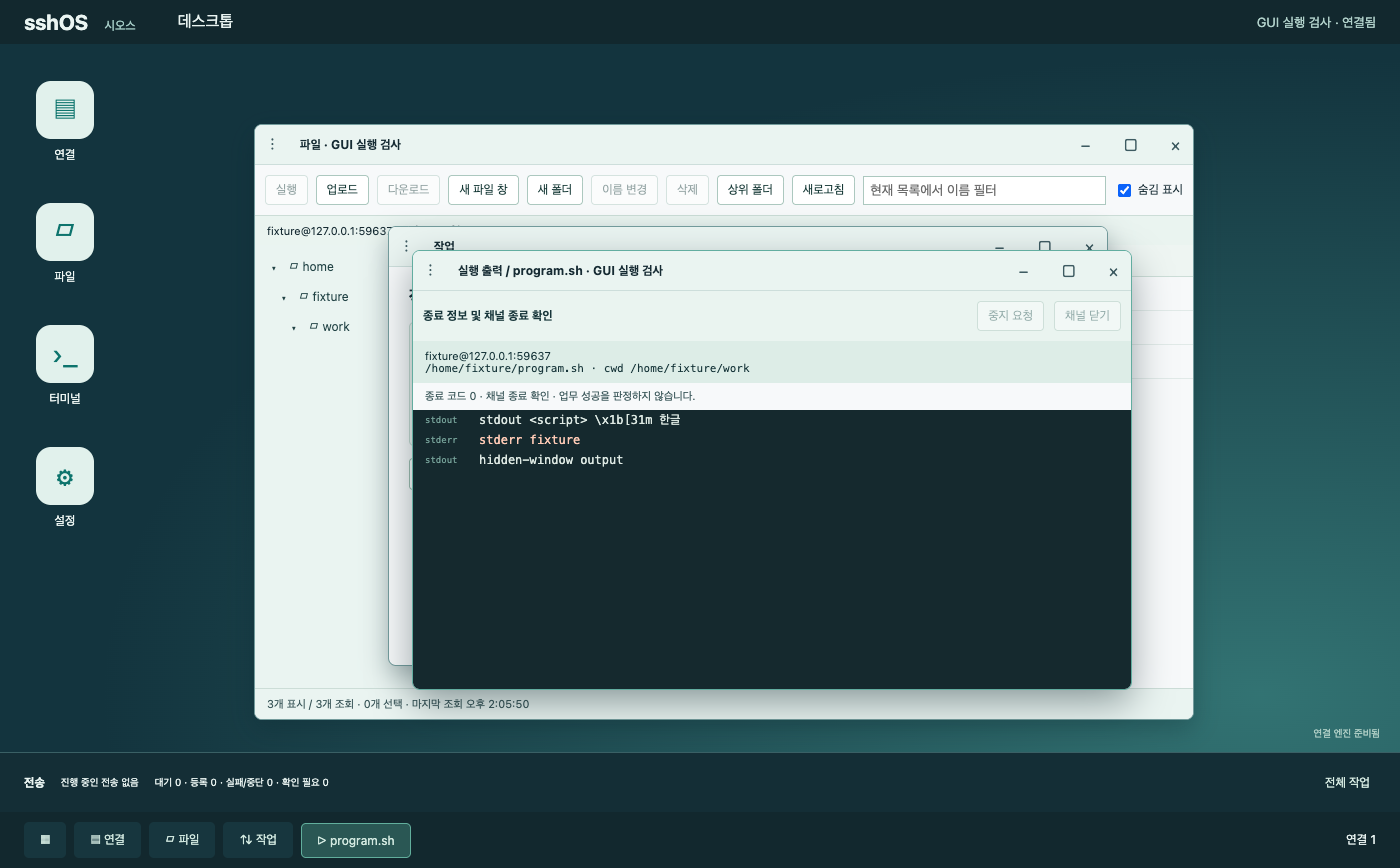 sshOS 시오스 데스크톱 GUI 실행 검사 · 연결됨
연결
파일
터미널
설정
파일 · GUI 실행 검사
실행 업로드 다운로드 새 파일 창 새 폴더 이름 변경 삭제 상위 폴더 새로고침 현재 목록에서 이름 필터 숨김 표시
fixture@127.0.0.1:59637
home
fixture
work
작업
실행 출력 / program.sh · GUI 실행 검사
종료 정보 및 채널 종료 확인 중지 요청 채널 닫기
fixture@127.0.0.1:59637
/home/fixture/program.sh · cwd /home/fixture/work
종료 코드 0 · 채널 종료 확인 · 업무 성공을 판정하지 않습니다.
stdout stdout <script> \x1b[31m 한글
stderr stderr fixture
stdout hidden-window output
3개 표시 / 3개 조회 · 0개 선택 · 마지막 조회 오후 2:05:50
연결 엔진 준비됨
전송 진행 중인 전송 없음 대기 0 · 등록 0 · 실패/중단 0 · 확인 필요 0 전체 작업
연결 파일 작업 program.sh 연결 1